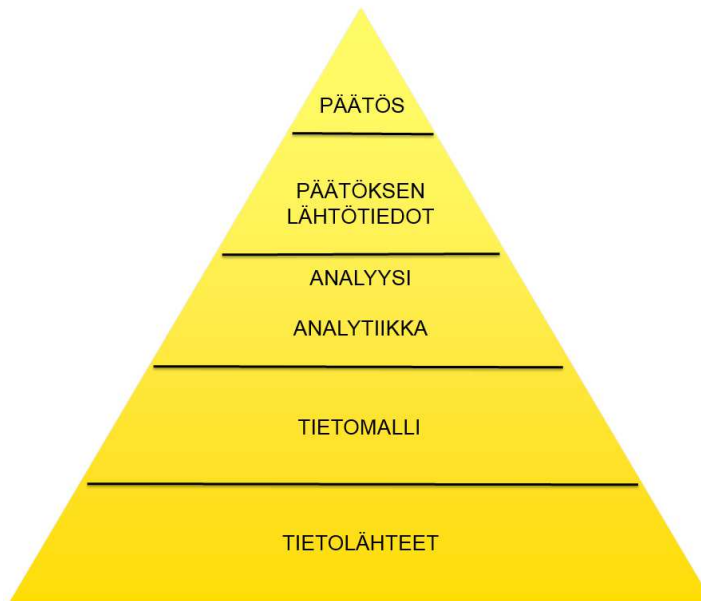 PÄÄTÖS
PÄÄTÖKSEN
LÄHTÖTIEDOT
ANALYYSI
ANALYTIIKKA
TIETOMALLI
TIETOLÄHTEET